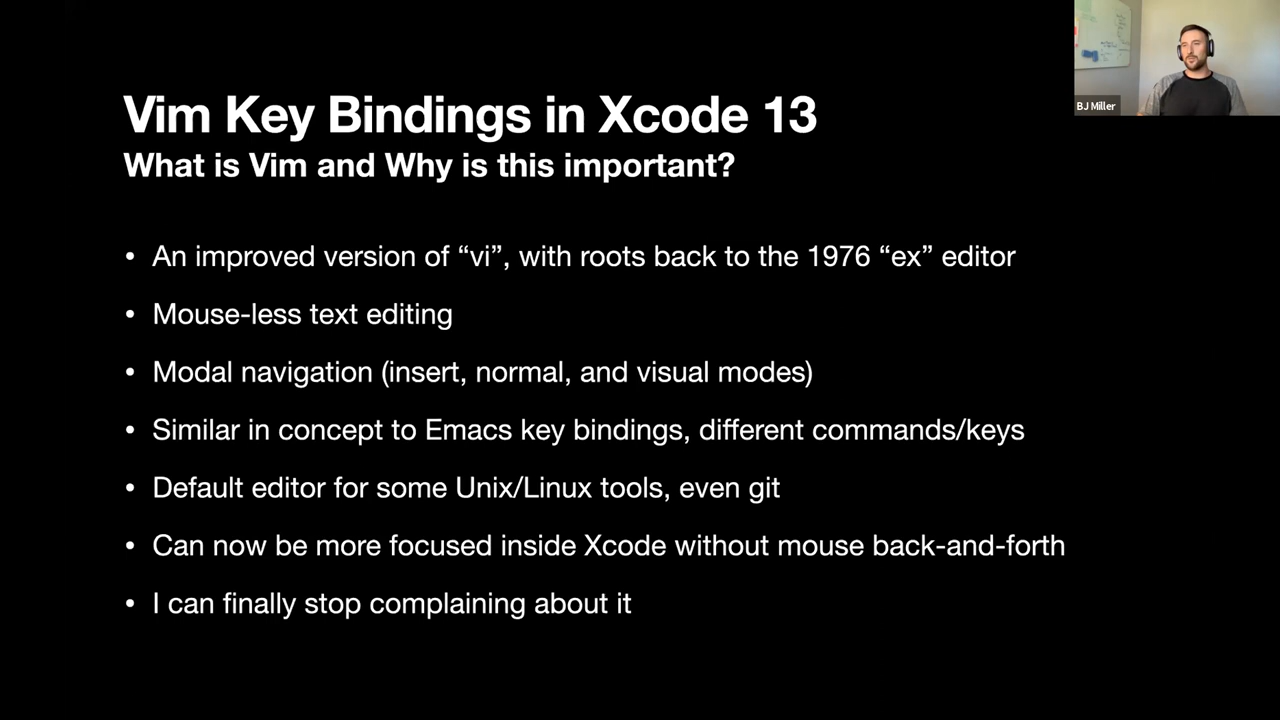 Vim Key Bindings in Xcode 13
What is Vim and Why is this important?
• An improved version of “vi”, with roots back to the 1976 “ex” editor
• Mouse-less text editing
• Modal navigation (insert, normal, and visual modes)
• Similar in concept to Emacs key bindings, different commands/keys
• Default editor for some Unix/Linux tools, even git
• Can now be more focused inside Xcode without mouse back-and-forth
• I can finally stop complaining about it
BJ Miller